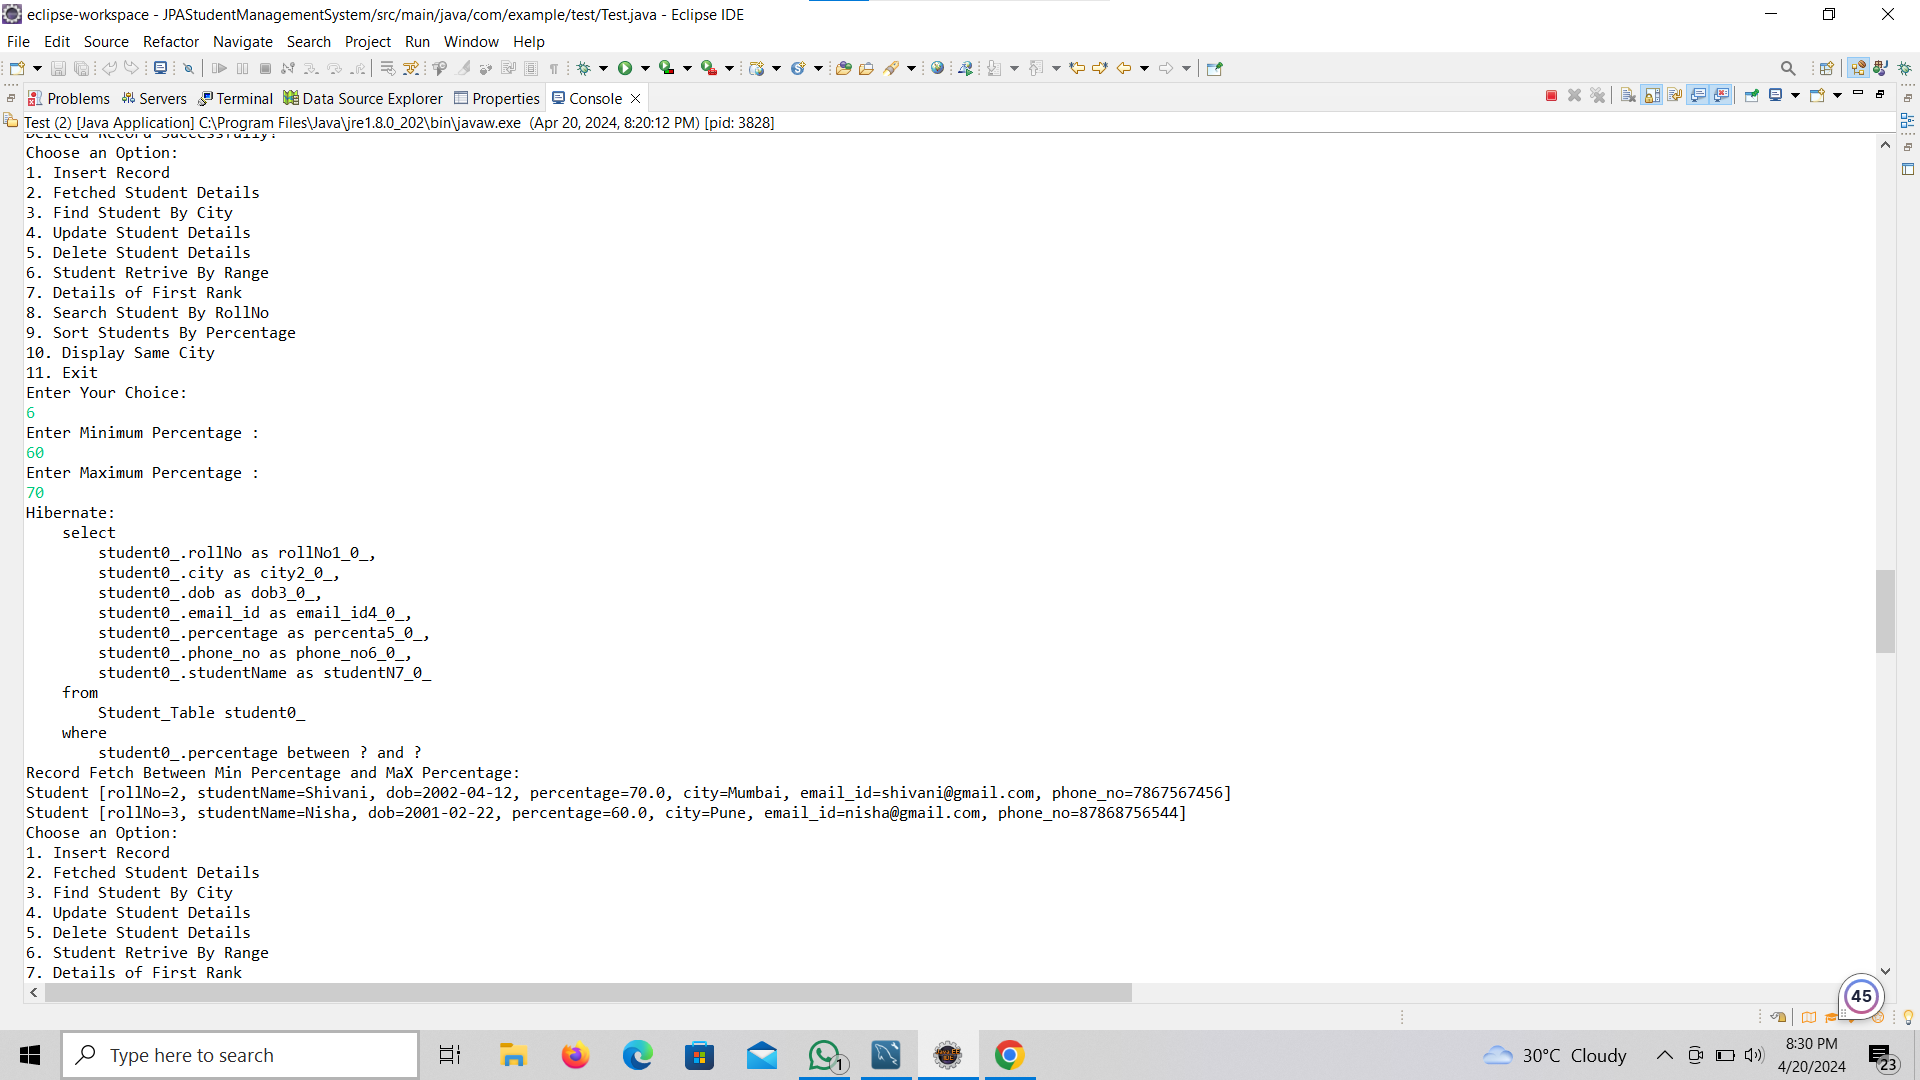 eclipse-workspace - JPAStudentManagementSystem/src/main/java/com/example/test/Test.java - Eclipse IDE
File Edit Source Refactor Navigate Search Project Run Window Help
Problems Servers Terminal Data Source Explorer Properties Console
Test (2) [Java Application] C:\Program Files\Java\jre1.8.0_202\bin\javaw.exe (Apr 20, 2024, 8:20:12 PM) [pid: 3828]
Deleted Record Successfully!
Choose an Option:
1. Insert Record
2. Fetched Student Details
3. Find Student By City
4. Update Student Details
5. Delete Student Details
6. Student Retrive By Range
7. Details of First Rank
8. Search Student By RollNo
9. Sort Students By Percentage
10. Display Same City
11. Exit
Enter Your Choice:
6
Enter Minimum Percentage :
60
Enter Maximum Percentage :
70
Hibernate:
select
student0_.rollNo as rollNo1_0_,
student0_.city as city2_0_,
student0_.dob as dob3_0_,
student0_.email_id as email_id4_0_,
student0_.percentage as percenta5_0_,
student0_.phone_no as phone_no6_0_,
student0_.studentName as studentN7_0_
from
Student_Table student0_
where
student0_.percentage between ? and ?
Record Fetch Between Min Percentage and MaX Percentage:
Student [rollNo=2, studentName=Shivani, dob=2002-04-12, percentage=70.0, city=Mumbai, email_id=shivani@gmail.com, phone_no=7867567456]
Student [rollNo=3, studentName=Nisha, dob=2001-02-22, percentage=60.0, city=Pune, email_id=nisha@gmail.com, phone_no=87868756544]
Choose an Option:
1. Insert Record
2. Fetched Student Details
3. Find Student By City
4. Update Student Details
5. Delete Student Details
6. Student Retrive By Range
7. Details of First Rank
45
Type here to search
1
30°C Cloudy
8:30 PM
4/20/2024
23